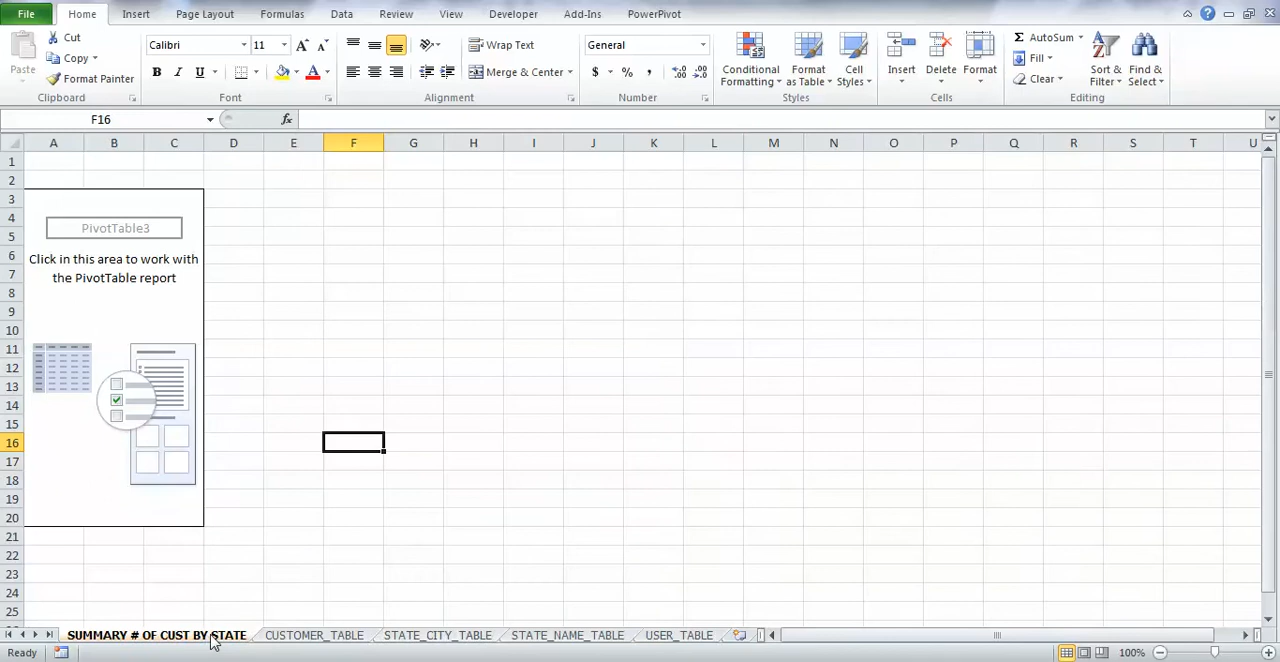 File Home Insert Page Layout Formulas Data Review View Developer Add-Ins PowerPivot
Paste Cut Copy Format Painter
Calibri 11 A A
B I U A
Wrap Text
Merge & Center
General
$ % ,
Conditional Formatting Format as Table Cell Styles
Insert Delete Format
Σ AutoSum Fill Clear
Sort & Filter Find & Select
Clipboard Font Alignment Number Styles Cells Editing
F16 fx
A B C D E F G H I J K L M N O P Q R S T U
1
2
3
4
PivotTable3
5
6
Click in this area to work with
7
the PivotTable report
8
9
10
11
12
13
14
15
16
17
18
19
20
21
22
23
24
25
SUMMARY # OF CUST BY STATE CUSTOMER_TABLE STATE_CITY_TABLE STATE_NAME_TABLE USER_TABLE
Ready 100%